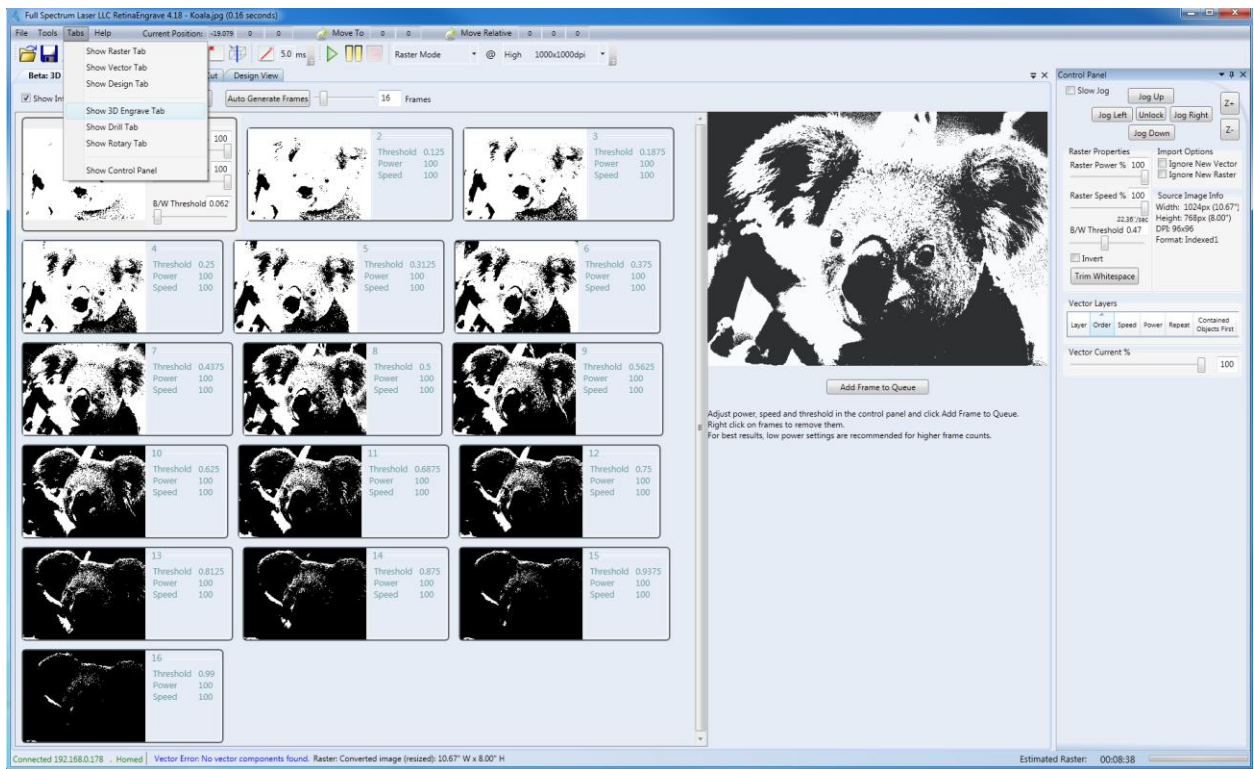 Full Spectrum Laser LLC RetinaEngrave 4.18 - Koala.jpg (0.16 seconds)
File Tools Tabs Help Current Position: -19.079 0 0 Move To 0 0 Move Relative 0 0 0
5.0 ms Raster Mode @ High 1000x1000dpi
Show Raster Tab
Show Vector Tab
Show Design Tab
Show 3D Engrave Tab
Show Drill Tab
Show Rotary Tab
Show Control Panel
Beta: 3D Cut Design View
Show Int Auto Generate Frames 16 Frames
100
100
B/W Threshold 0.062
2
Threshold 0.125
Power 100
Speed 100
3
Threshold 0.1875
Power 100
Speed 100
4
Threshold 0.25
Power 100
Speed 100
5
Threshold 0.3125
Power 100
Speed 100
6
Threshold 0.375
Power 100
Speed 100
7
Threshold 0.4375
Power 100
Speed 100
8
Threshold 0.5
Power 100
Speed 100
9
Threshold 0.5625
Power 100
Speed 100
10
Threshold 0.625
Power 100
Speed 100
11
Threshold 0.6875
Power 100
Speed 100
12
Threshold 0.75
Power 100
Speed 100
13
Threshold 0.8125
Power 100
Speed 100
14
Threshold 0.875
Power 100
Speed 100
15
Threshold 0.9375
Power 100
Speed 100
16
Threshold 0.99
Power 100
Speed 100
Add Frame to Queue
Adjust power, speed and threshold in the control panel and click Add Frame to Queue.
Right click on frames to remove them.
For best results, low power settings are recommended for higher frame counts.
Control Panel
Slow Jog
Jog Up
Z+
Jog Left Unlock Jog Right
Jog Down
Z-
Raster Properties
Raster Power % 100
Raster Speed % 100
22.36"/sec
B/W Threshold 0.47
Invert
Trim Whitespace
Import Options
Ignore New Vector
Ignore New Raster
Source Image Info
Width: 1024px (10.67")
Height: 768px (8.00")
DPI: 96x96
Format: Indexed1
Vector Layers
Layer Order Speed Power Repeat Contained Objects First
Vector Current %
100
Connected 192.168.0.178 . Homed Vector Error: No vector components found. Raster: Converted image (resized): 10.67" W x 8.00" H Estimated Raster: 00:08:38